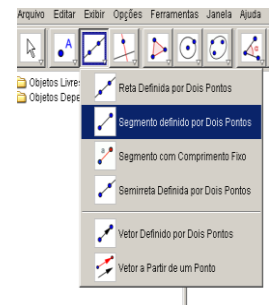 Arquivo Editar Exibir Opções Ferramentas Janela Ajuda
A
Objetos Livre
Objetos Depe
Reta Definida por Dois Pontos
Segmento definido por Dois Pontos
a
Segmento com Comprimento Fixo
Semirreta Definida por Dois Pontos
Vetor Definido por Dois Pontos
Vetor a Partir de um Ponto